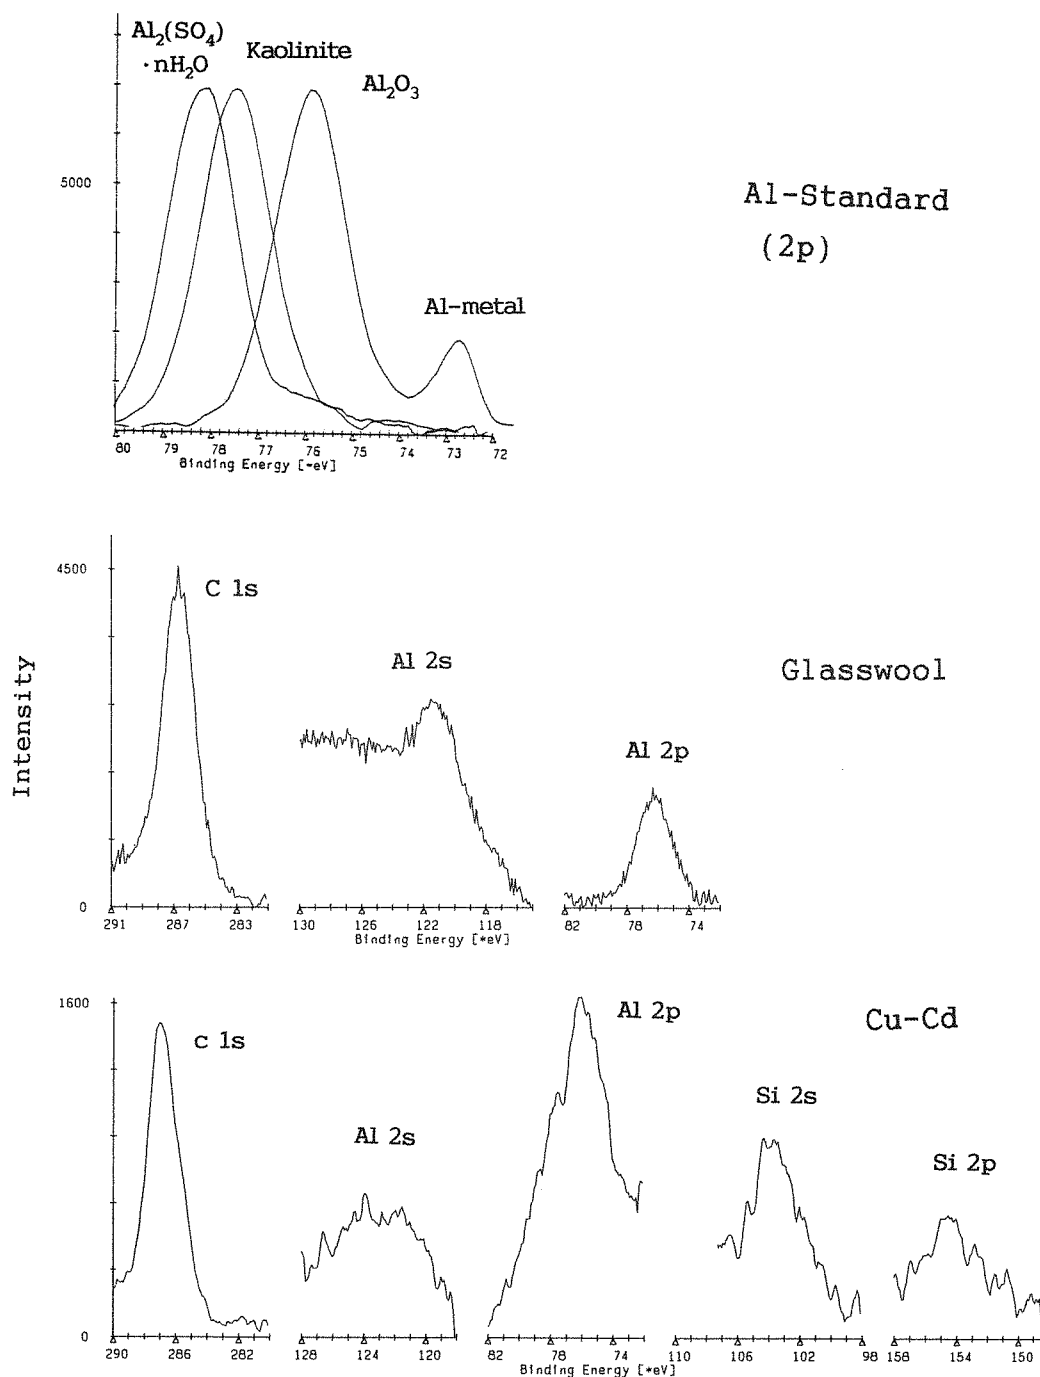 Al₂(SO₄)
·nH₂O
Kaolinite
Al₂O₃
Al-metal
5000
80 79 78 77 76 75 74 73 72
Binding Energy [*eV]
Al-Standard
(2p)
Intensity
4500
0
C 1s
Al 2s
Al 2p
Glasswool
291 287 283
130 126 122 118
82 78 74
Binding Energy [*eV]
1600
0
c 1s
Al 2s
Al 2p
Si 2s
Si 2p
Cu-Cd
290 286 282
128 124 120
82 78 74
110 106 102 98
158 154 150
Binding Energy [*eV]